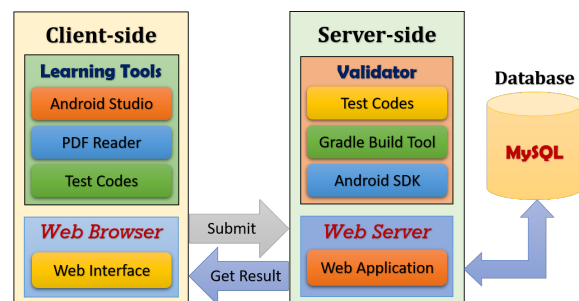 Client-side
Learning Tools
Android Studio
PDF Reader
Test Codes
Web Browser
Web Interface
Submit
Get Result
Server-side
Validator
Test Codes
Gradle Build Tool
Android SDK
Web Server
Web Application
Database
MySQL